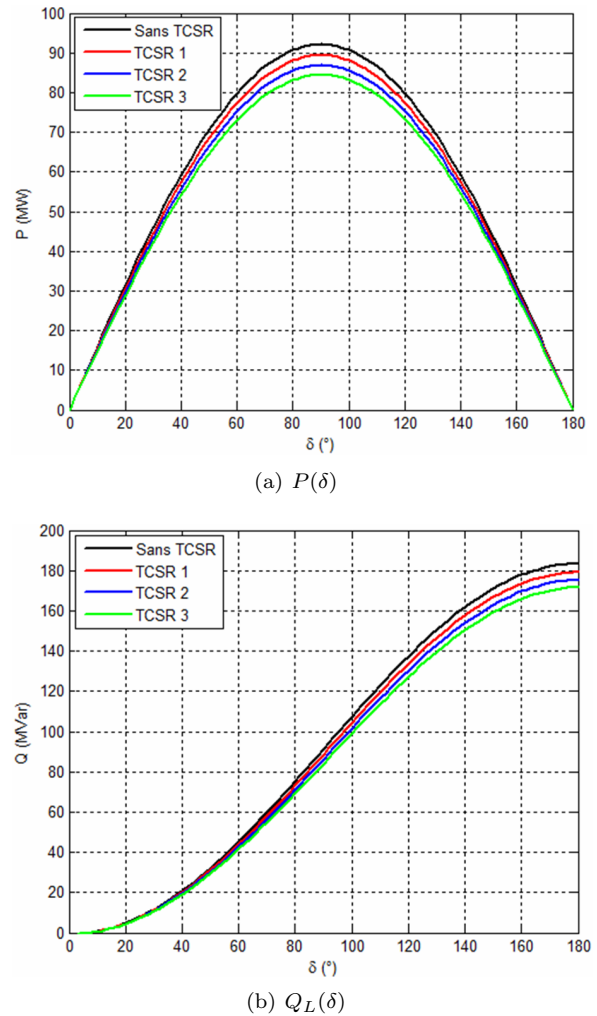 100
90
80
70
60
50
40
30
20
10
0
P (MW)
Sans TCSR
TCSR 1
TCSR 2
TCSR 3
0 20 40 60 80 100 120 140 160 180
δ (°)
(a) P(δ)
200
180
160
140
120
100
80
60
40
20
0
Q (MVar)
Sans TCSR
TCSR 1
TCSR 2
TCSR 3
0 20 40 60 80 100 120 140 160 180
δ (°)
(b) Q_L(δ)